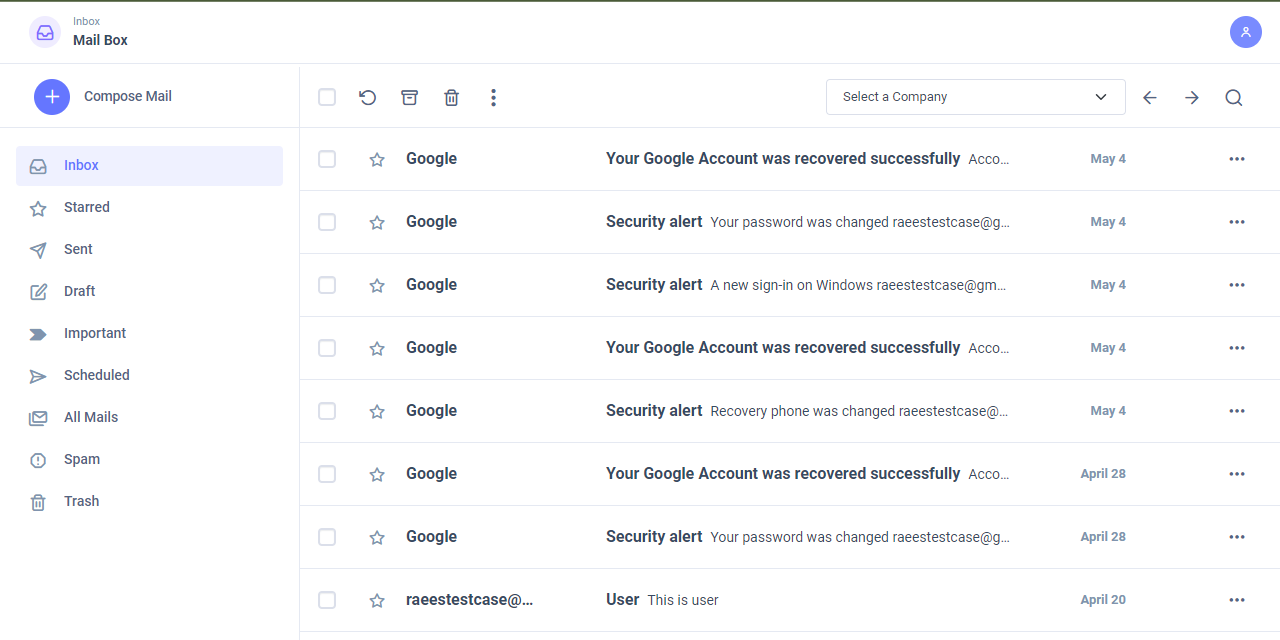 Inbox
Mail Box
Compose Mail
Select a Company
Inbox
Starred
Sent
Draft
Important
Scheduled
All Mails
Spam
Trash
Google Your Google Account was recovered successfully Acco... May 4
Google Security alert Your password was changed raeestestcase@g... May 4
Google Security alert A new sign-in on Windows raeestestcase@gm... May 4
Google Your Google Account was recovered successfully Acco... May 4
Google Security alert Recovery phone was changed raeestestcase@... May 4
Google Your Google Account was recovered successfully Acco... April 28
Google Security alert Your password was changed raeestestcase@g... April 28
raeestestcase@... User This is user April 20